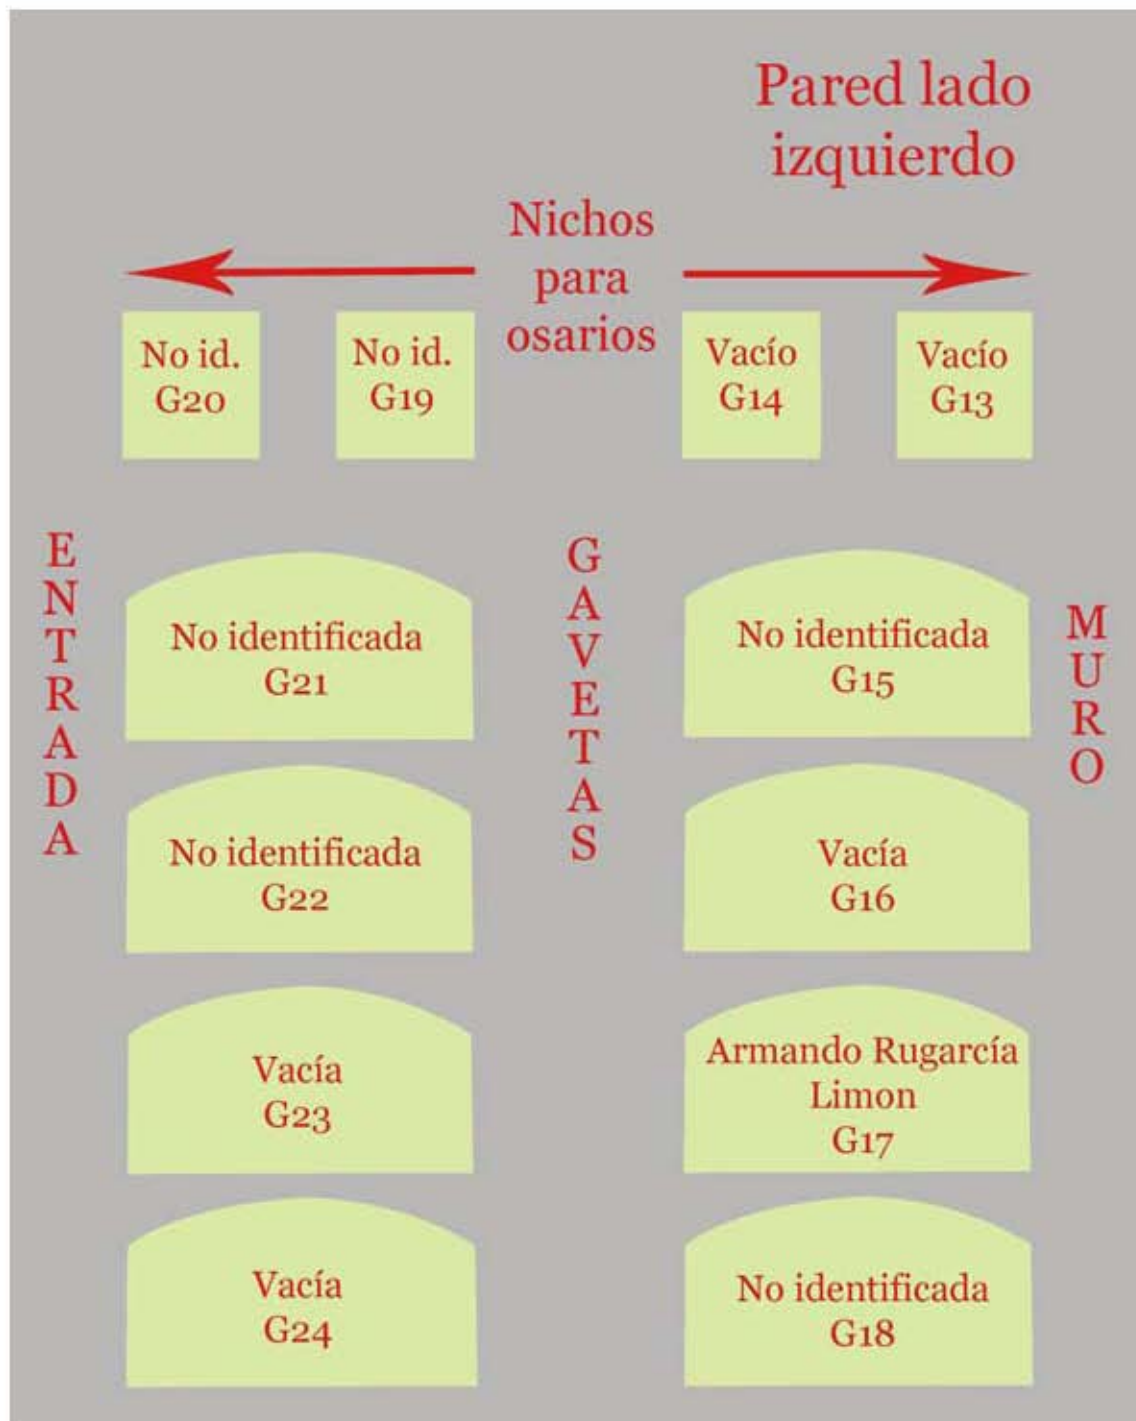 Pared lado
izquierdo
Nichos
para
osarios
No id.
G20
No id.
G19
Vacío
G14
Vacío
G13
ENTRADA
GAVETAS
MURO
No identificada
G21
No identificada
G15
No identificada
G22
Vacía
G16
Vacía
G23
Armando Rugarcía
Limon
G17
Vacía
G24
No identificada
G18